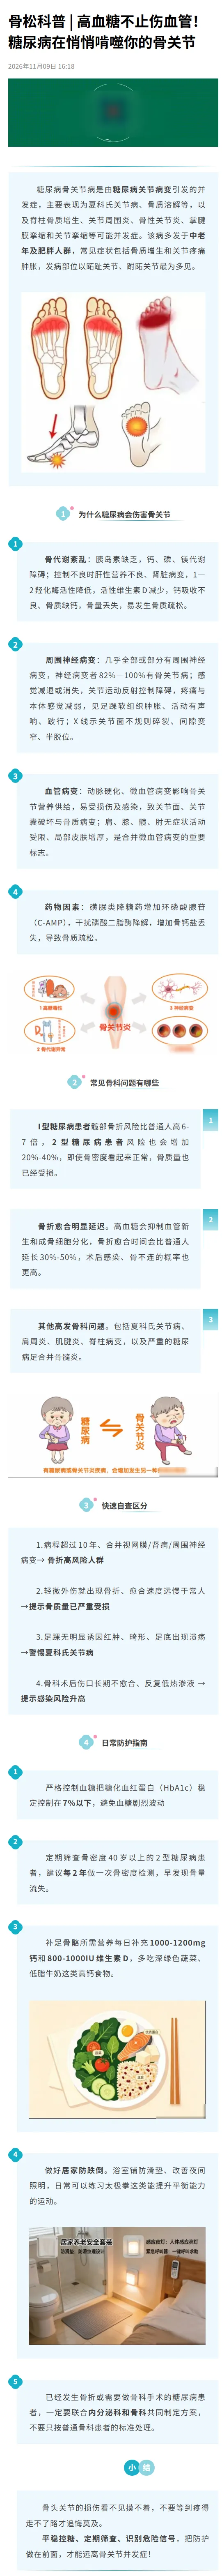 骨松科普 | 高血糖不止伤血管！
糖尿病在悄悄啃噬你的骨关节
2026年11月09日 16:18
糖尿病骨关节病是由糖尿病关节病变引发的并
发症，主要表现为夏科氏关节病、骨质溶解等，以
及脊柱骨质增生、关节周围炎、骨性关节炎、掌腱
膜挛缩和关节挛缩等可能并发症。该病多发于中老
年及肥胖人群，常见症状包括骨质增生和关节疼痛
肿胀，发病部位以跖趾关节、跗跖关节最为多见。
1 为什么糖尿病会伤害骨关节
1
骨代谢紊乱：胰岛素缺乏，钙、磷、镁代谢
障碍；控制不良时肝性营养不良、肾脏病变，1—
2羟化酶活性降低，活性维生素D减少，钙吸收不
良、骨质缺钙，骨量丢失，易发生骨质疏松。
2
周围神经病变：几乎全部或部分有周围神经
病变，神经病变者82%—100%有骨关节病；感
觉减退或消失，关节运动反射控制障碍，疼痛与
本体感觉减弱，见足踝软组织肿胀、活动有声
响、跛行；X线示关节面不规则碎裂、间隙变
窄、半脱位。
3
血管病变：动脉硬化、微血管病变影响骨关
节营养供给，易受损伤及感染，致关节面、关节
囊破坏与骨质病变；肩、膝、髋、肘无症状活动
受限、局部皮肤增厚，是合并微血管病变的重要
标志。
4
药物因素：磺脲类降糖药增加环磷酸腺苷
（C-AMP），干扰磷酸二脂酶降解，增加骨钙盐丢
失，导致骨质疏松。
骨关节炎
2 常见骨科问题有哪些
1
I型糖尿病患者髋部骨折风险比普通人高6-
7倍，2型糖尿病患者风险也会增加
20%-40%，即使骨密度看起来正常，骨质量也
已经受损。
2
骨折愈合明显延迟。高血糖会抑制血管新
生和成骨细胞分化，骨折愈合时间会比普通人
延长30%-50%，术后感染、骨不连的概率也
更高。
3
其他高发骨科问题。包括夏科氏关节病、
肩周炎、肌腱炎、脊柱病变，以及严重的糖尿
病足合并骨髓炎。
糖尿病
骨关节炎
3 快速自查区分
1.病程超过10年、合并视网膜/肾病/周围神经
病变→ 骨折高风险人群
2.轻微外伤就出现骨折、愈合速度远慢于常人
→提示骨质量已严重受损
3.足踝无明显诱因红肿、畸形、足底出现溃疡
→警惕夏科氏关节病
4.骨科术后伤口长期不愈合、反复低热渗液 →
提示感染风险升高
4 日常防护指南
1
严格控制血糖把糖化血红蛋白（HbA1c）稳
定控制在7%以下，避免血糖剧烈波动
2
定期筛查骨密度40岁以上的2型糖尿病患
者，建议每2年做一次骨密度检测，早发现骨量
流失。
3
补足骨骼所需营养每日补充1000-1200mg
钙和800-1000IU维生素D，多吃深绿色蔬菜、
低脂牛奶这类高钙食物。
4
做好居家防跌倒。浴室铺防滑垫、改善夜间
照明，日常可以练习太极拳这类能提升平衡能力
的运动。
居家养老安全套装
5
已经发生骨折或需要做骨科手术的糖尿病患
者，一定要联合内分泌科和骨科共同制定方案，
不要只按普通骨科患者的标准处理。
小结
骨头关节的损伤看不见摸不着，不要等到疼得
走不了路才追悔莫及。
平稳控糖、定期筛查、识别危险信号，把防护
做在前面，才能远离骨关节并发症！